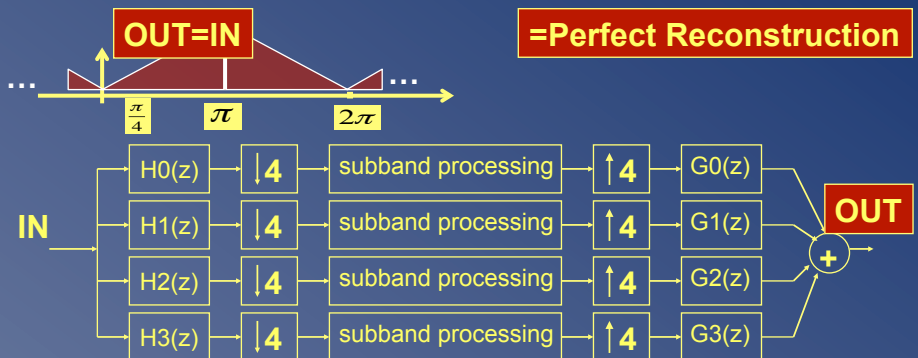 OUT=IN
=Perfect Reconstruction
... ...
π/4 π 2π
H0(z) ↓4 subband processing ↑4 G0(z)
OUT
IN
H1(z) ↓4 subband processing ↑4 G1(z)
+
H2(z) ↓4 subband processing ↑4 G2(z)
H3(z) ↓4 subband processing ↑4 G3(z)